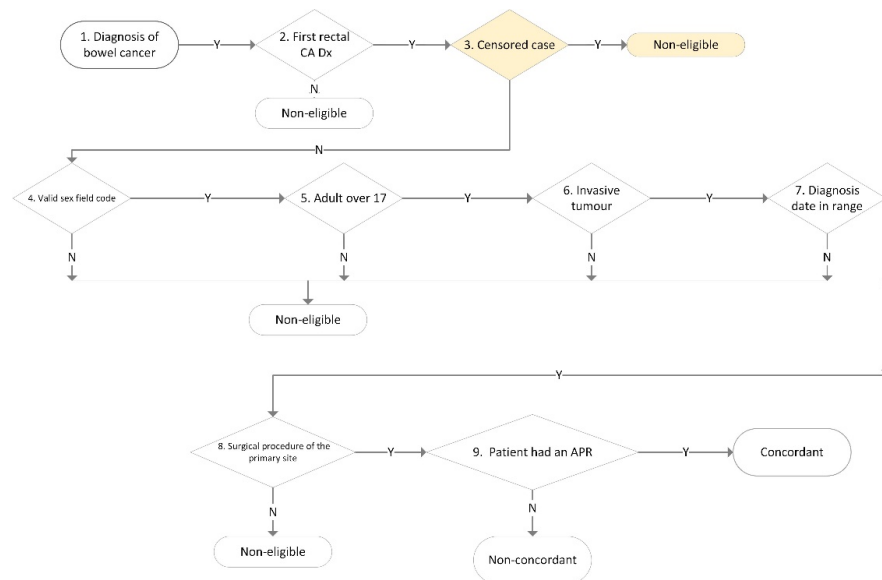 1. Diagnosis of
bowel cancer
Y
2. First rectal
CA Dx
Y
3. Censored case
Y
Non-eligible
N
Non-eligible
N
4. Valid sex field code
Y
5. Adult over 17
Y
6. Invasive
tumour
Y
7. Diagnosis
date in range
N
N
N
N
Non-eligible
Y
8. Surgical procedure of the
primary site
Y
9. Patient had an APR
Y
Concordant
N
N
Non-eligible
Non-concordant